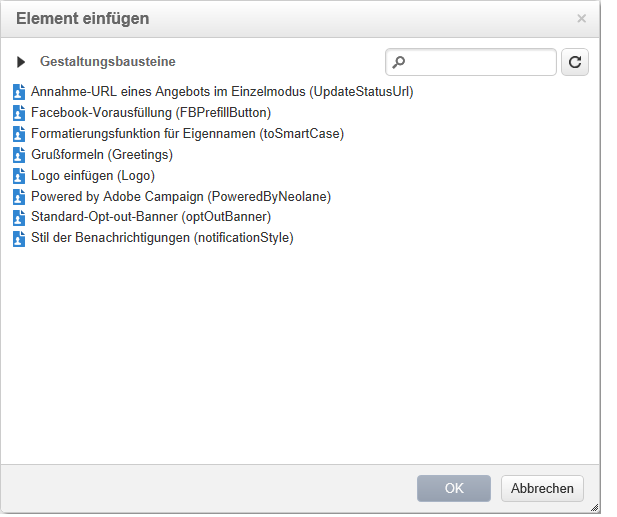 Element einfügen
Gestaltungsbausteine
Annahme-URL eines Angebots im Einzelmodus (UpdateStatusUrl)
Facebook-Vorausfüllung (FBPrefillButton)
Formatierungsfunktion für Eigennamen (toSmartCase)
Grußformeln (Greetings)
Logo einfügen (Logo)
Powered by Adobe Campaign (PoweredByNeolane)
Standard-Opt-out-Banner (optOutBanner)
Stil der Benachrichtigungen (notificationStyle)
OK Abbrechen